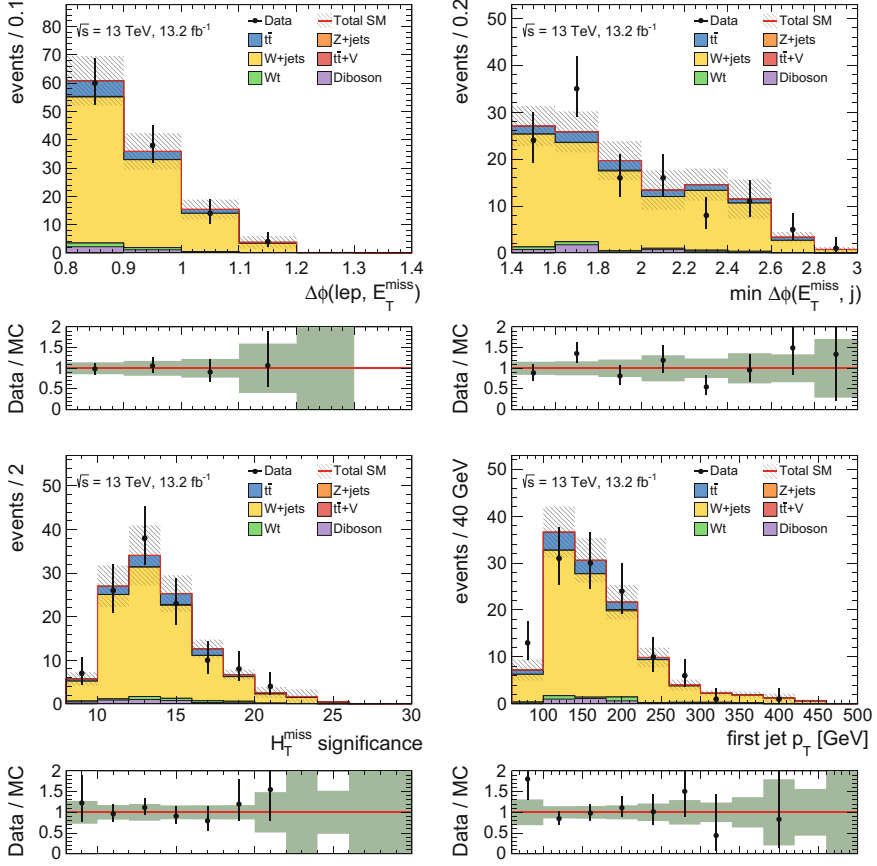 events / 0.1
80
70
60
50
40
30
20
10
0
√s = 13 TeV, 13.2 fb⁻¹
Data
Total SM
tt̄
Z+jets
W+jets
tt̄+V
Wt
Diboson
0.8 0.9 1 1.1 1.2 1.3 1.4
Δϕ(lep, E_T^miss)
Data / MC
2
1.5
1
0.5
0
events / 0.2
50
40
30
20
10
0
√s = 13 TeV, 13.2 fb⁻¹
Data
Total SM
tt̄
Z+jets
W+jets
tt̄+V
Wt
Diboson
1.4 1.6 1.8 2 2.2 2.4 2.6 2.8 3
min Δϕ(E_T^miss, j)
Data / MC
2
1.5
1
0.5
0
events / 2
50
40
30
20
10
0
√s = 13 TeV, 13.2 fb⁻¹
Data
Total SM
tt̄
Z+jets
W+jets
tt̄+V
Wt
Diboson
10 15 20 25 30
H_T^miss significance
Data / MC
2
1.5
1
0.5
0
events / 40 GeV
50
40
30
20
10
0
√s = 13 TeV, 13.2 fb⁻¹
Data
Total SM
tt̄
Z+jets
W+jets
tt̄+V
Wt
Diboson
100 150 200 250 300 350 400 450 500
first jet p_T [GeV]
Data / MC
2
1.5
1
0.5
0